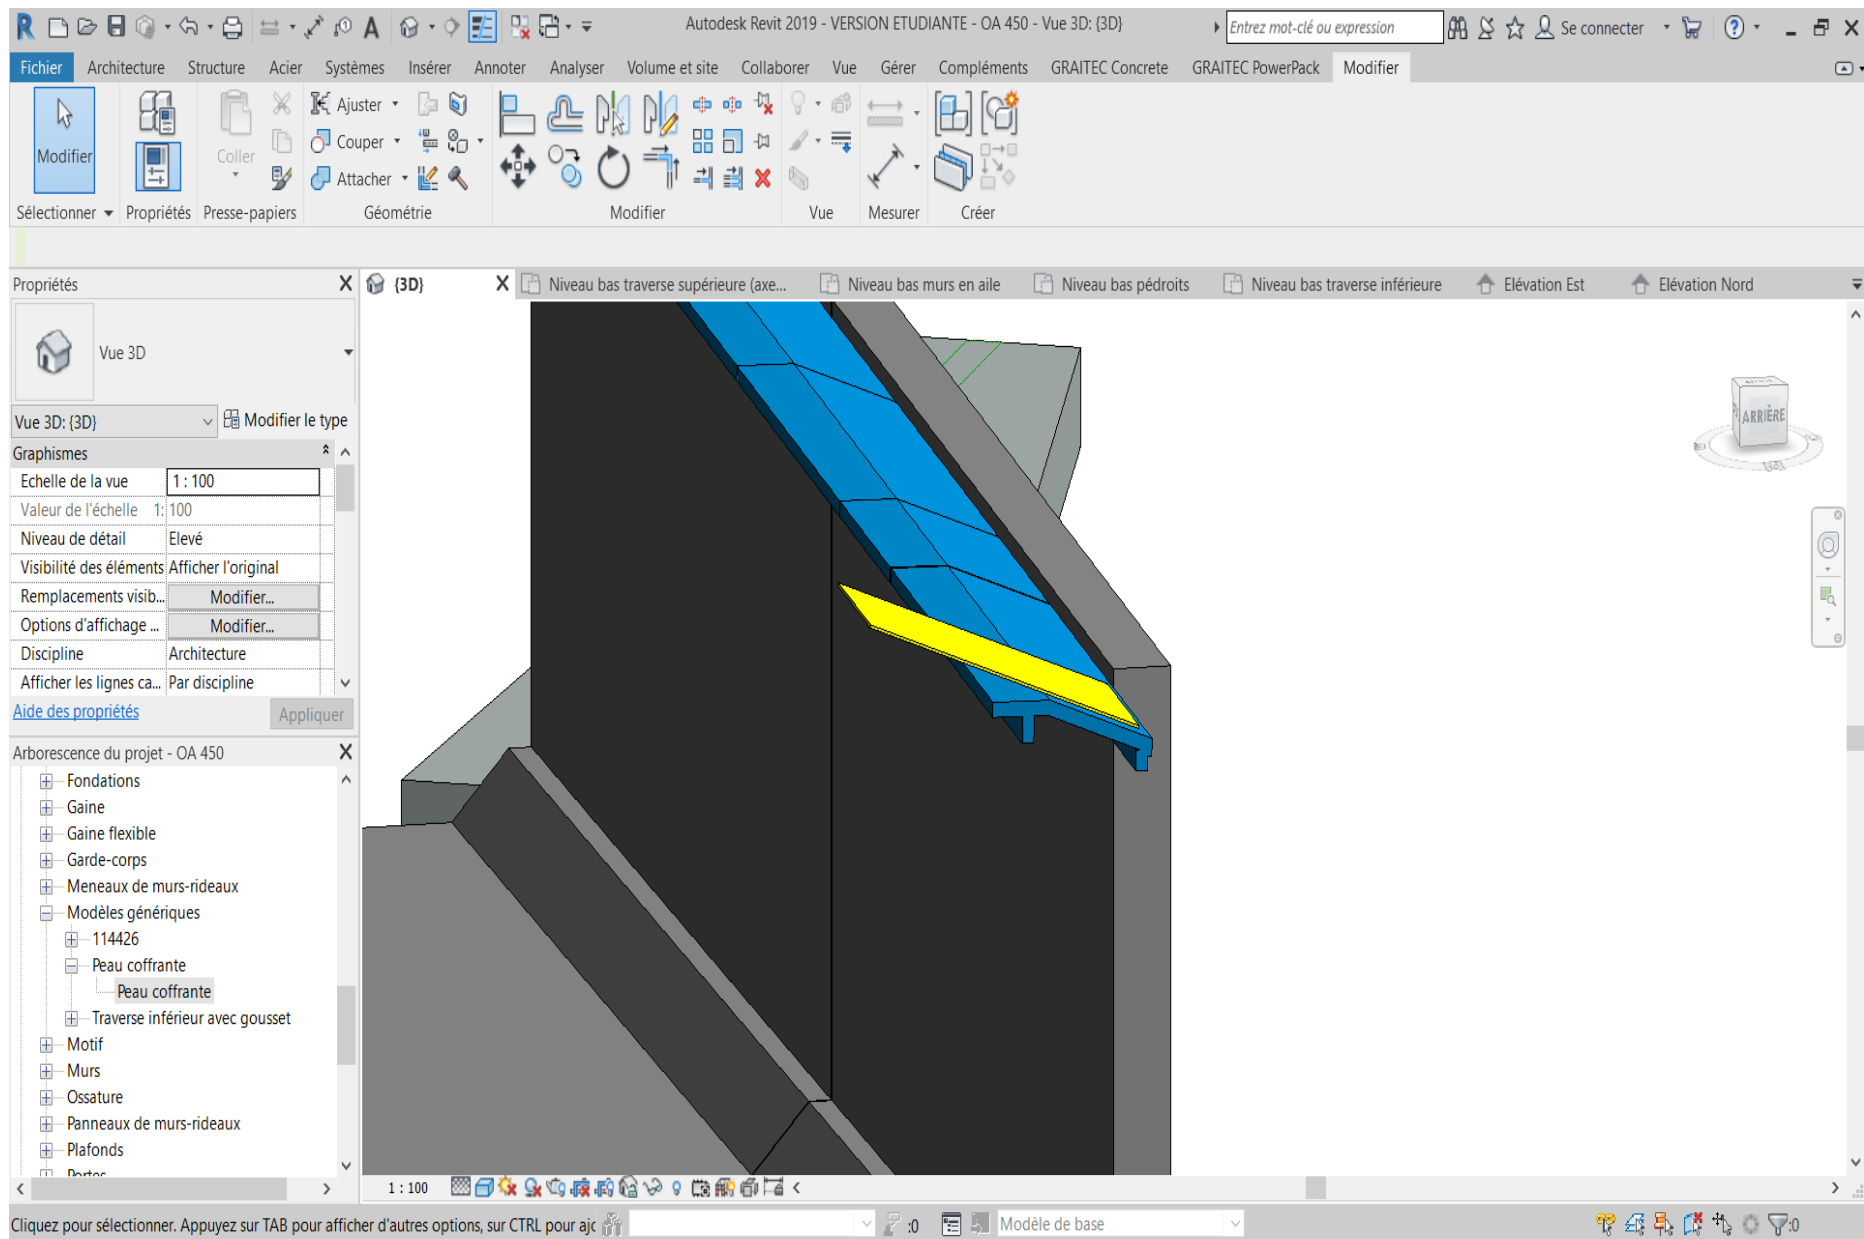 Autodesk Revit 2019 - VERSION ETUDIANTE - OA 450 - Vue 3D: {3D}
Entrez mot-clé ou expression
Se connecter
Fichier Architecture Structure Acier Systèmes Insérer Annoter Analyser Volume et site Collaborer Vue Gérer Compléments GRAITEC Concrete GRAITEC PowerPack Modifier
Modifier
Coller
Ajuster
Couper
Attacher
Sélectionner Propriétés Presse-papiers Géométrie Modifier Vue Mesurer Créer
Propriétés
{3D} Niveau bas traverse supérieure (axe... Niveau bas murs en aile Niveau bas pédroits Niveau bas traverse inférieure Elévation Est Elévation Nord
Vue 3D
Vue 3D: {3D} Modifier le type
Graphismes
Echelle de la vue 1 : 100
Valeur de l'échelle 1: 100
Niveau de détail Elevé
Visibilité des éléments Afficher l'original
Remplacements visib... Modifier...
Options d'affichage ... Modifier...
Discipline Architecture
Afficher les lignes ca... Par discipline
Aide des propriétés Appliquer
ARRIÈRE
Arborescence du projet - OA 450
Fondations
Gaine
Gaine flexible
Garde-corps
Meneaux de murs-rideaux
Modèles génériques
114426
Peau coffrante
Peau coffrante
Traverse inférieur avec gousset
Motif
Murs
Ossature
Panneaux de murs-rideaux
Plafonds
Portes
1 : 100
Cliquez pour sélectionner. Appuyez sur TAB pour afficher d'autres options, sur CTRL pour ajc
:0
Modèle de base
:0